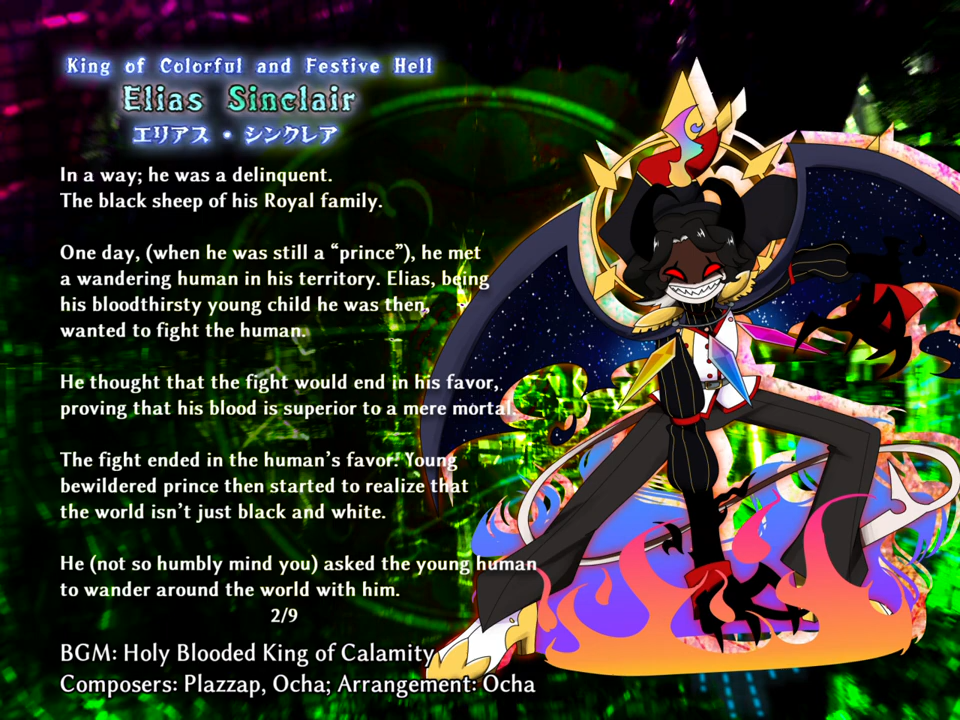 King of Colorful and Festive Hell
Elias Sinclair
エリアス・シンクレア
In a way; he was a delinquent.
The black sheep of his Royal family.
One day, (when he was still a “prince”), he met
a wandering human in his territory. Elias, being
his bloodthirsty young child he was then,
wanted to fight the human.
He thought that the fight would end in his favor,
proving that his blood is superior to a mere mortal.
The fight ended in the human’s favor. Young
bewildered prince then started to realize that
the world isn’t just black and white.
He (not so humbly mind you) asked the young human
to wander around the world with him.
2/9
BGM: Holy Blooded King of Calamity
Composers: Plazzap, Ocha; Arrangement: Ocha